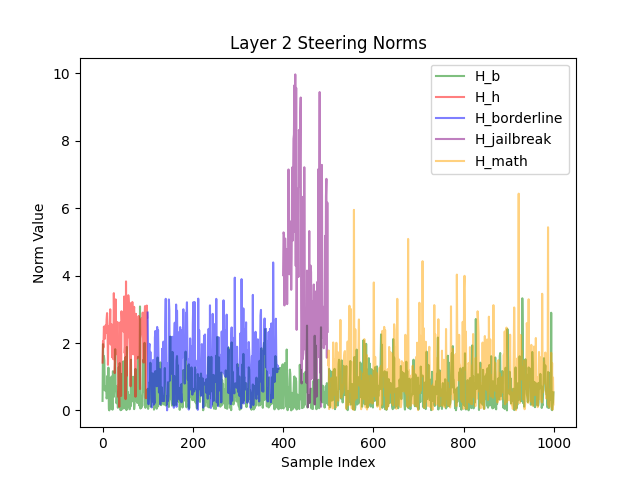 Layer 2 Steering Norms
10
8
6
4
2
0
Norm Value
H_b
H_h
H_borderline
H_jailbreak
H_math
0 200 400 600 800 1000
Sample Index